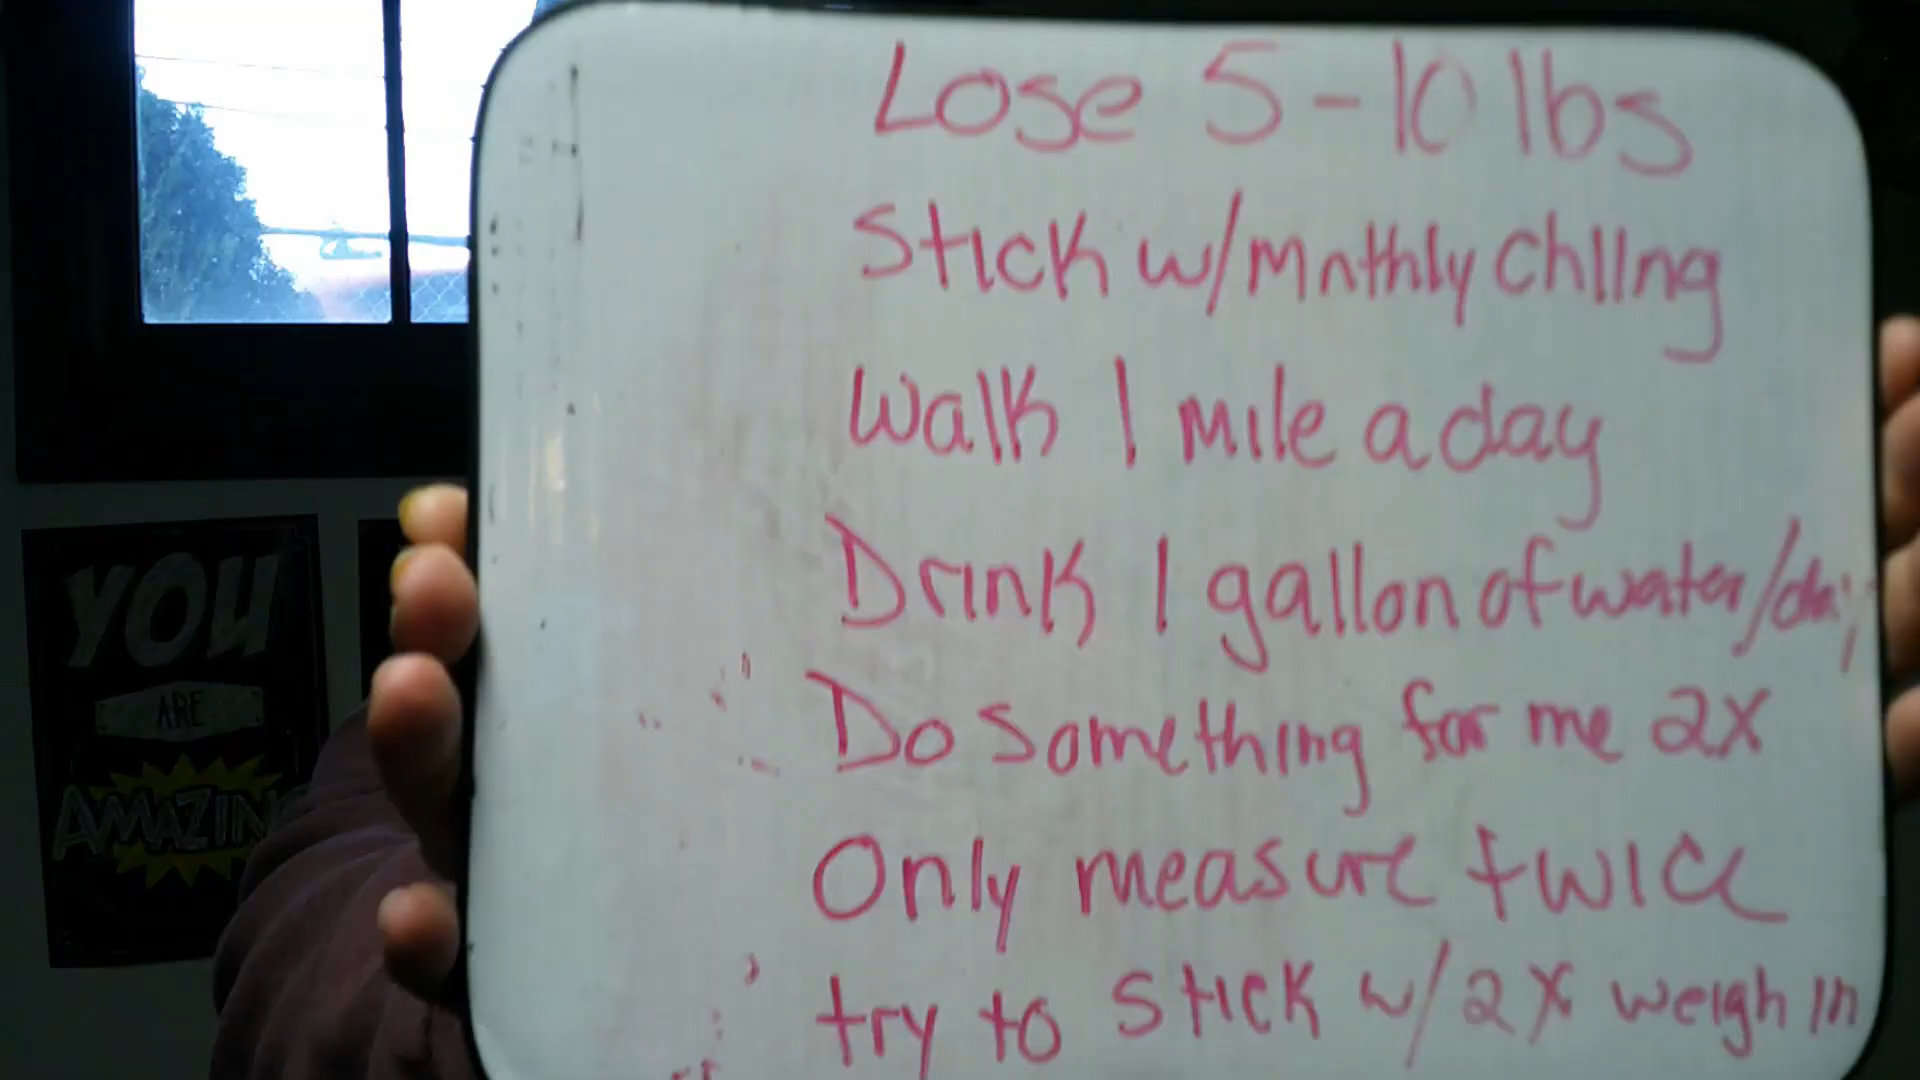 Lose 5-10 lbs
Stick w/Mnthly Chllng
Walk 1 mile a day
Drink 1 gallon of water/day
Do something for me 2X
Only measure twice
try to stick w/ 2X weigh in
YOU
ARE
AMAZIN